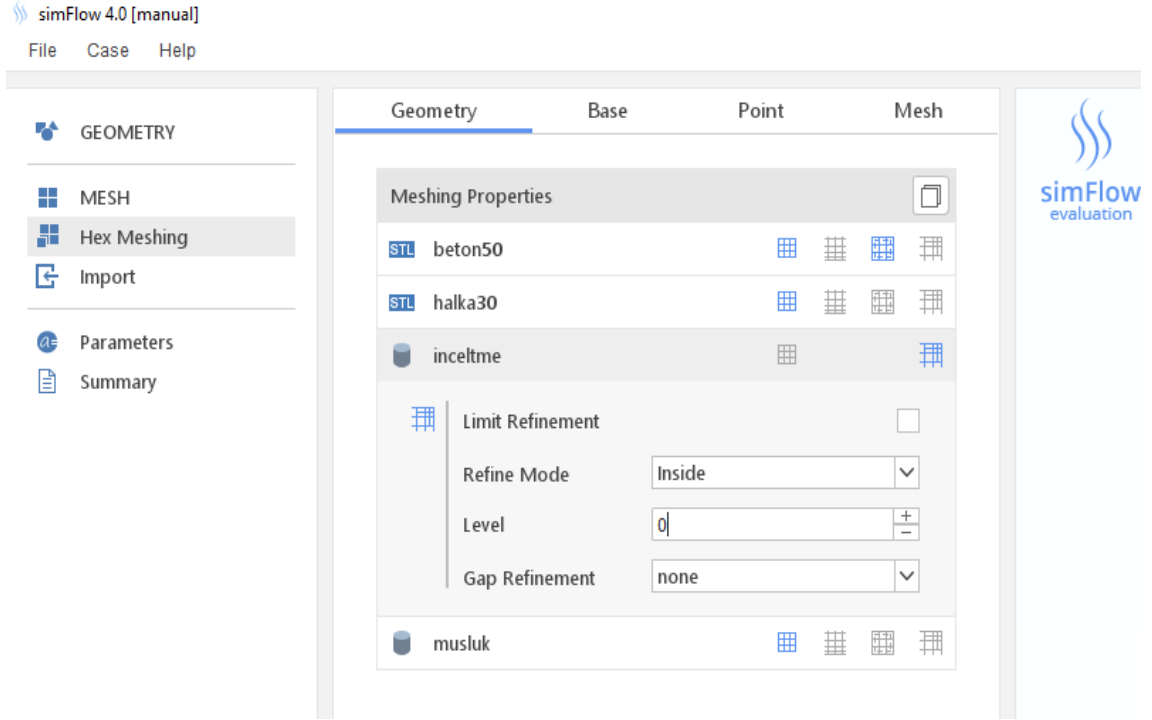 simFlow 4.0 [manual]
File Case Help
GEOMETRY
MESH
Hex Meshing
Import
Parameters
Summary
Geometry Base Point Mesh
Meshing Properties
STL beton50
STL halka30
inceltme
Limit Refinement
Refine Mode Inside
Level 0
Gap Refinement none
musluk
simFlow
evaluation